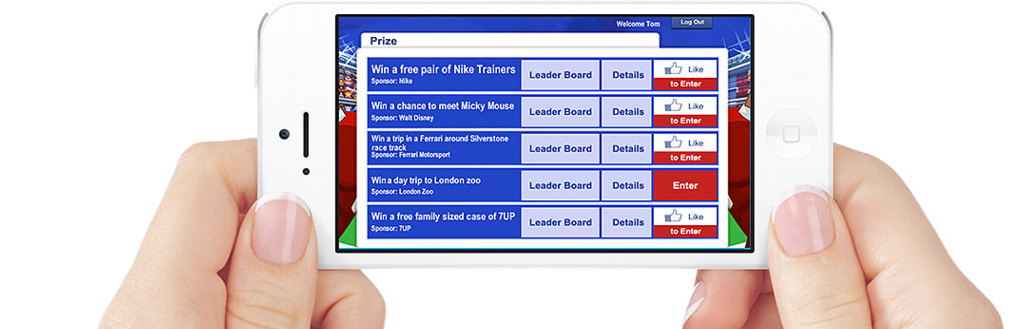 Welcome Tom
Log Out
Prize
Win a free pair of Nike Trainers
Sponsor: Nike
Leader Board
Details
Like
to Enter
Win a chance to meet Micky Mouse
Sponsor: Walt Disney
Leader Board
Details
Like
to Enter
Win a trip in a Ferrari around Silverstone
race track
Sponsor: Ferrari Motorsport
Leader Board
Details
Like
to Enter
Win a day trip to London zoo
Sponsor: London Zoo
Leader Board
Details
Enter
Win a free family sized case of 7UP
Sponsor: 7UP
Leader Board
Details
Like
to Enter